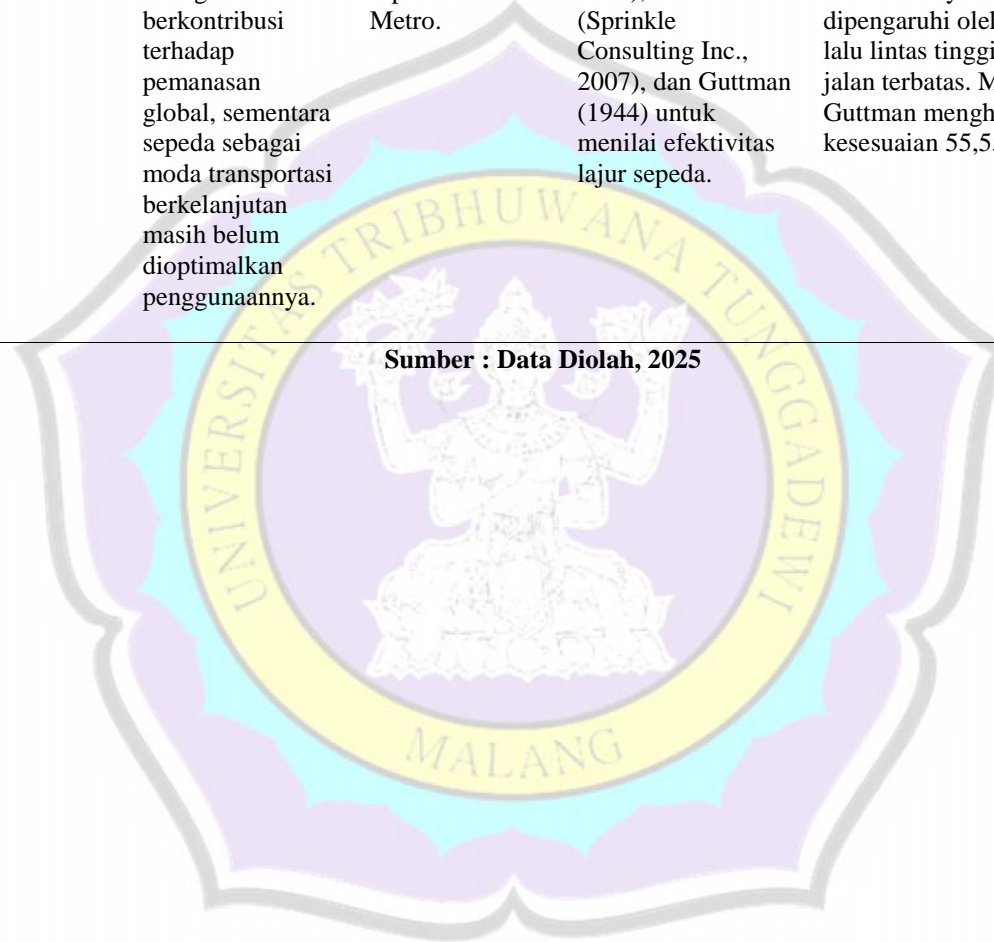 berkontribusi
terhadap
pemanasan
global, sementara
sepeda sebagai
moda transportasi
berkelanjutan
masih belum
dioptimalkan
penggunaannya.
Metro.
(Sprinkle
Consulting Inc.,
2007), dan Guttman
(1944) untuk
menilai efektivitas
lajur sepeda.
dipengaruhi
lalu lintas
jalan terbatas.
Guttman
kesesuaian
Sumber : Data Diolah, 2025
UNIVERSITAS TRIBHUWANA TUNGGADEWI
MALANG